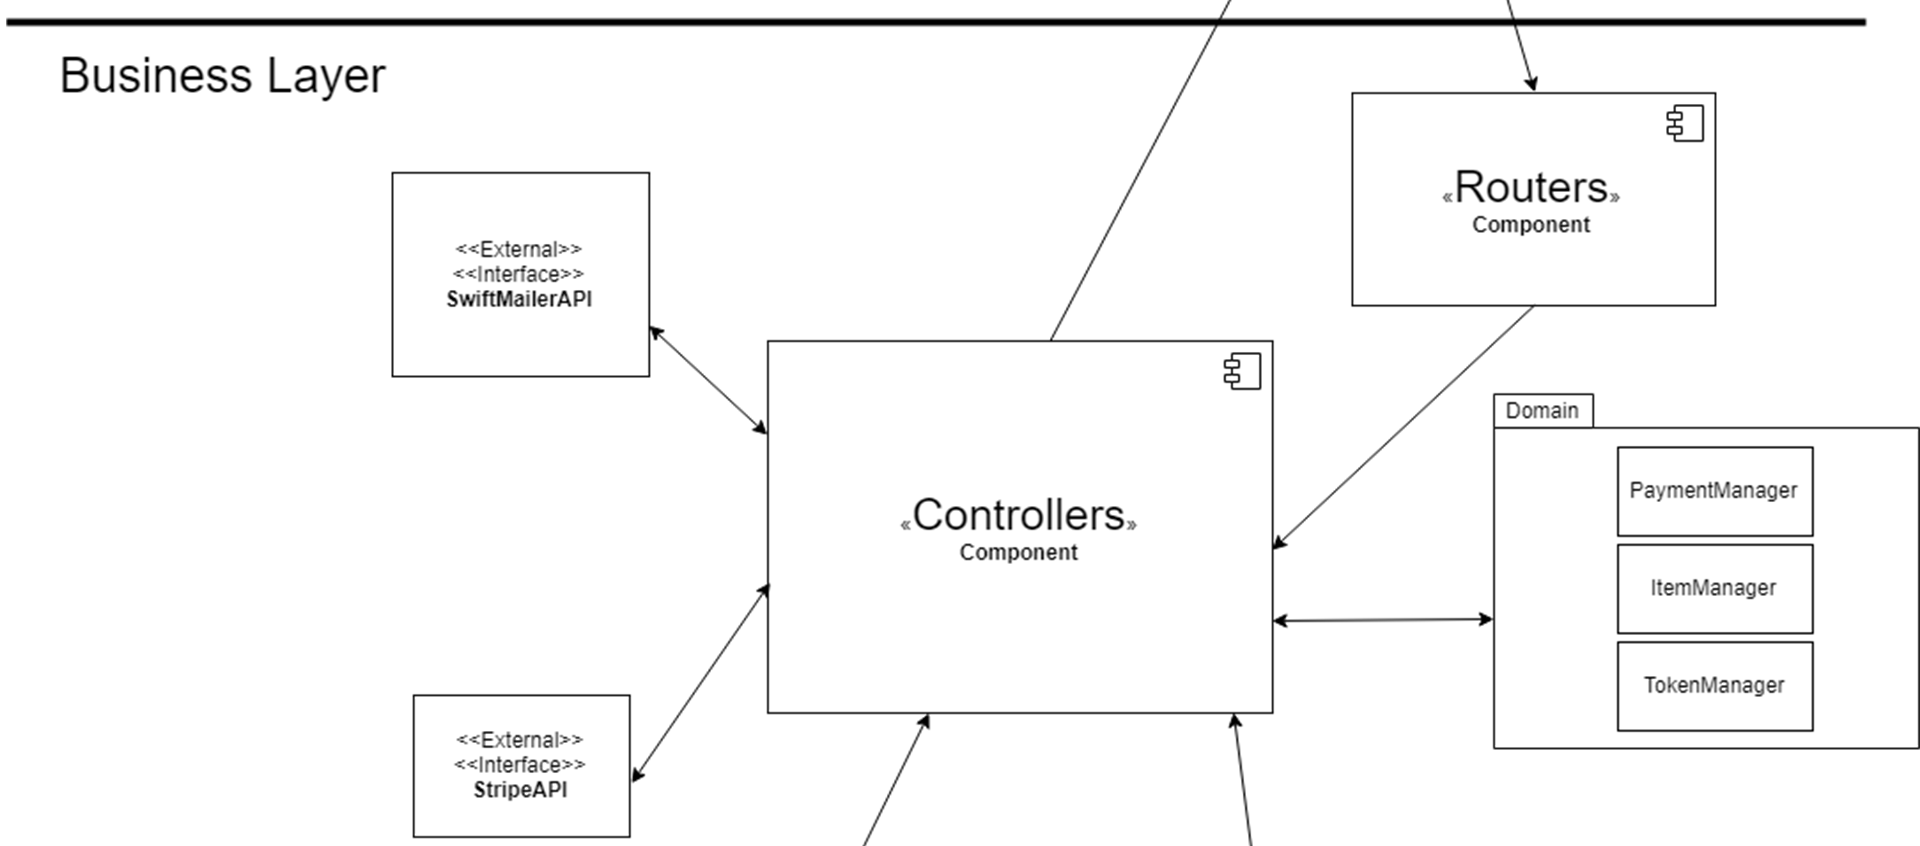 Business Layer
«Routers»
Component
<<External>>
<<Interface>>
SwiftMailerAPI
«Controllers»
Component
Domain
PaymentManager
ItemManager
TokenManager
<<External>>
<<Interface>>
StripeAPI